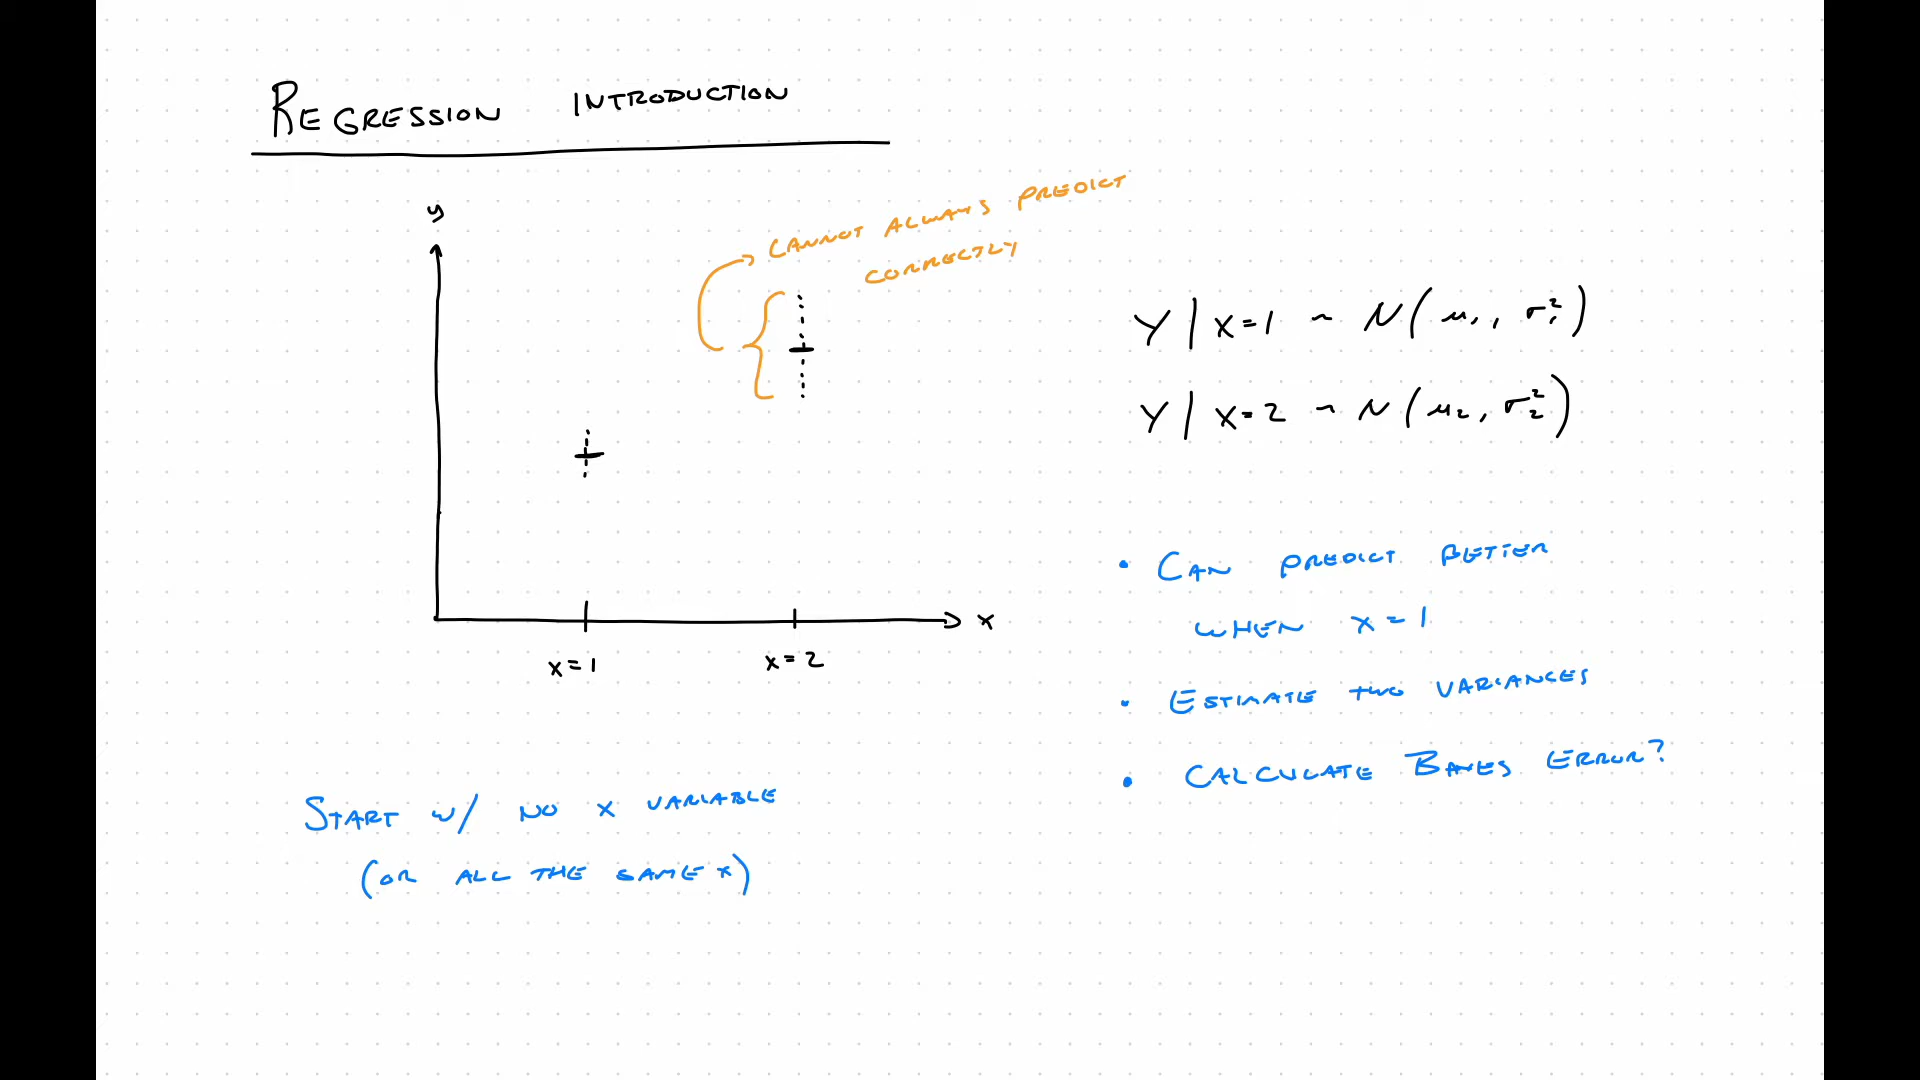 REGRESSION INTRODUCTION
y
CANNOT ALWAYS PREDICT
CORRECTLY
Y | X=1 ~ N(μ₁, σ₁²)
Y | X=2 ~ N(μ₂, σ₂²)
x
x=1 x=2
• CAN PREDICT BETTER
WHEN X=1
• ESTIMATE TWO VARIANCES
• CALCULATE BAYES ERROR?
START W/ NO X VARIABLE
(OR ALL THE SAME X)